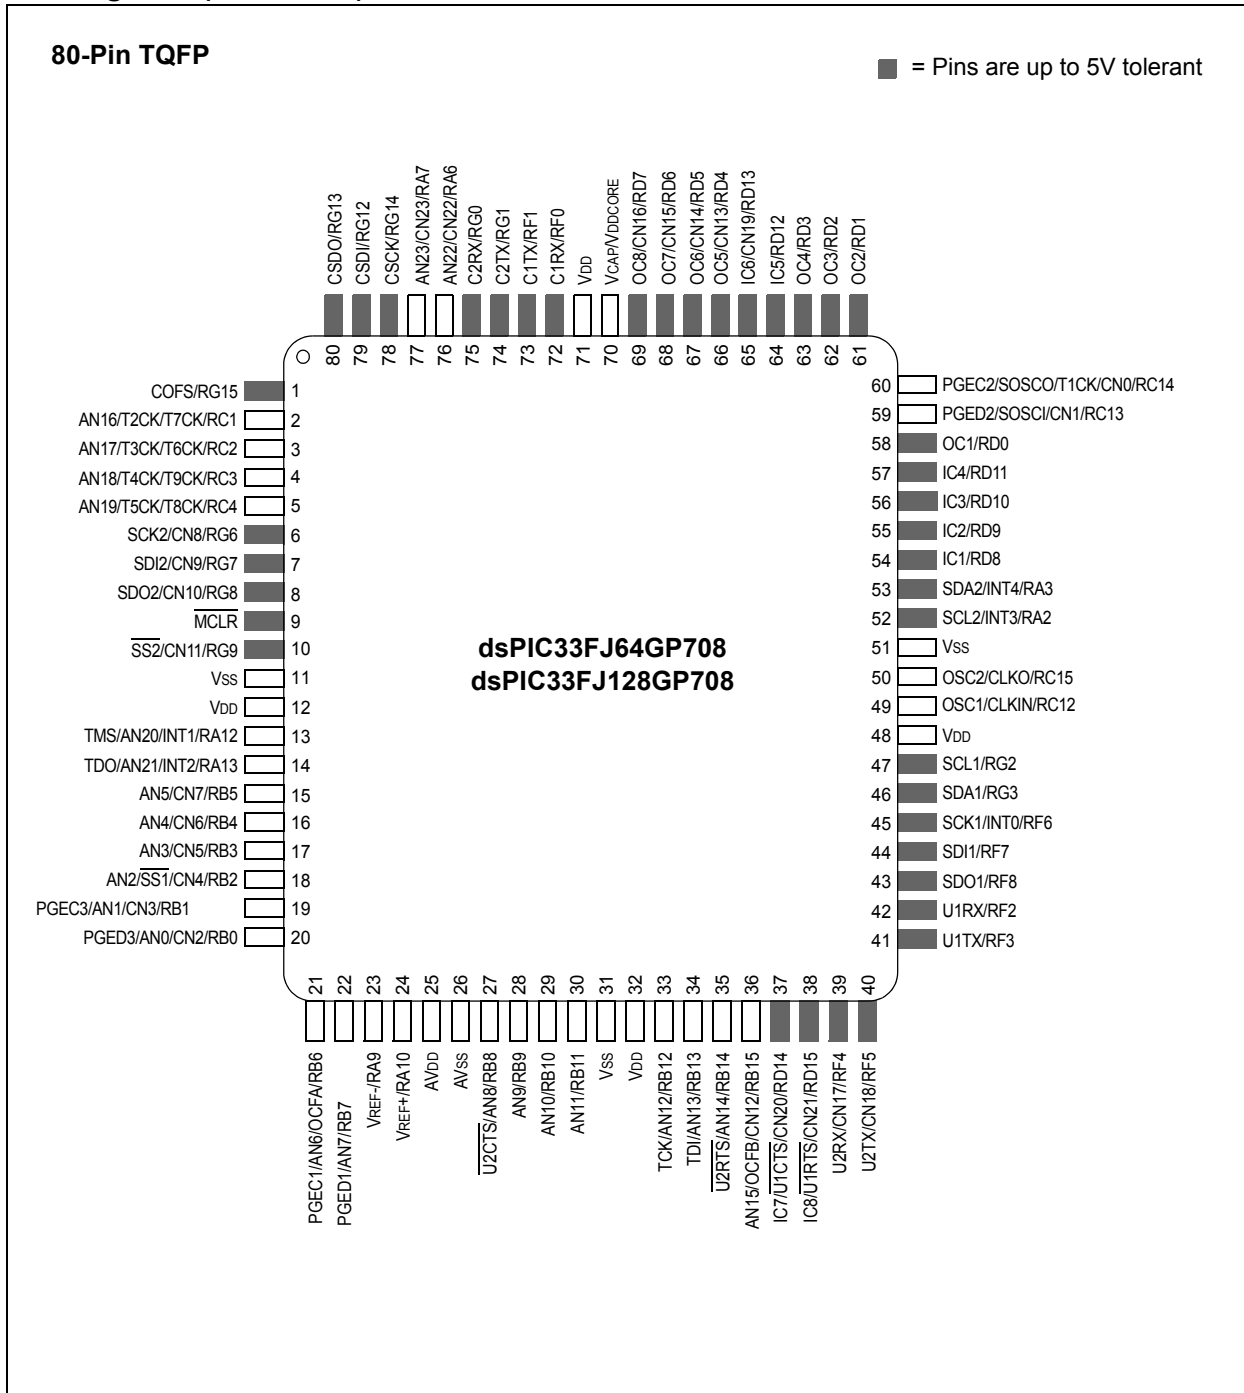 80-Pin TQFP
= Pins are up to 5V tolerant
CSDO/RG13
CSDI/RG12
CSCK/RG14
AN23/CN23/RA7
AN22/CN22/RA6
C2RX/RG0
C2TX/RG1
C1TX/RF1
C1RX/RF0
VDD
VCAP/VDDCORE
OC8/CN16/RD7
OC7/CN15/RD6
OC6/CN14/RD5
OC5/CN13/RD4
IC6/CN19/RD13
IC5/RD12
OC4/RD3
OC3/RD2
OC2/RD1
80 79 78 77 76 75 74 73 72 71 70 69 68 67 66 65 64 63 62 61
COFS/RG15 1
AN16/T2CK/T7CK/RC1 2
AN17/T3CK/T6CK/RC2 3
AN18/T4CK/T9CK/RC3 4
AN19/T5CK/T8CK/RC4 5
SCK2/CN8/RG6 6
SDI2/CN9/RG7 7
SDO2/CN10/RG8 8
MCLR 9
SS2/CN11/RG9 10
VSS 11
VDD 12
TMS/AN20/INT1/RA12 13
TDO/AN21/INT2/RA13 14
AN5/CN7/RB5 15
AN4/CN6/RB4 16
AN3/CN5/RB3 17
AN2/SS1/CN4/RB2 18
PGEC3/AN1/CN3/RB1 19
PGED3/AN0/CN2/RB0 20
dsPIC33FJ64GP708
dsPIC33FJ128GP708
60 PGEC2/SOSCO/T1CK/CN0/RC14
59 PGED2/SOSCI/CN1/RC13
58 OC1/RD0
57 IC4/RD11
56 IC3/RD10
55 IC2/RD9
54 IC1/RD8
53 SDA2/INT4/RA3
52 SCL2/INT3/RA2
51 VSS
50 OSC2/CLKO/RC15
49 OSC1/CLKIN/RC12
48 VDD
47 SCL1/RG2
46 SDA1/RG3
45 SCK1/INT0/RF6
44 SDI1/RF7
43 SDO1/RF8
42 U1RX/RF2
41 U1TX/RF3
21 22 23 24 25 26 27 28 29 30 31 32 33 34 35 36 37 38 39 40
PGEC1/AN6/OCFA/RB6
PGED1/AN7/RB7
VREF-/RA9
VREF+/RA10
AVDD
AVSS
U2CTS/AN8/RB8
AN9/RB9
AN10/RB10
AN11/RB11
VSS
VDD
TCK/AN12/RB12
TDI/AN13/RB13
U2RTS/AN14/RB14
AN15/OCFB/CN12/RB15
IC7/U1CTS/CN20/RD14
IC8/U1RTS/CN21/RD15
U2RX/CN17/RF4
U2TX/CN18/RF5